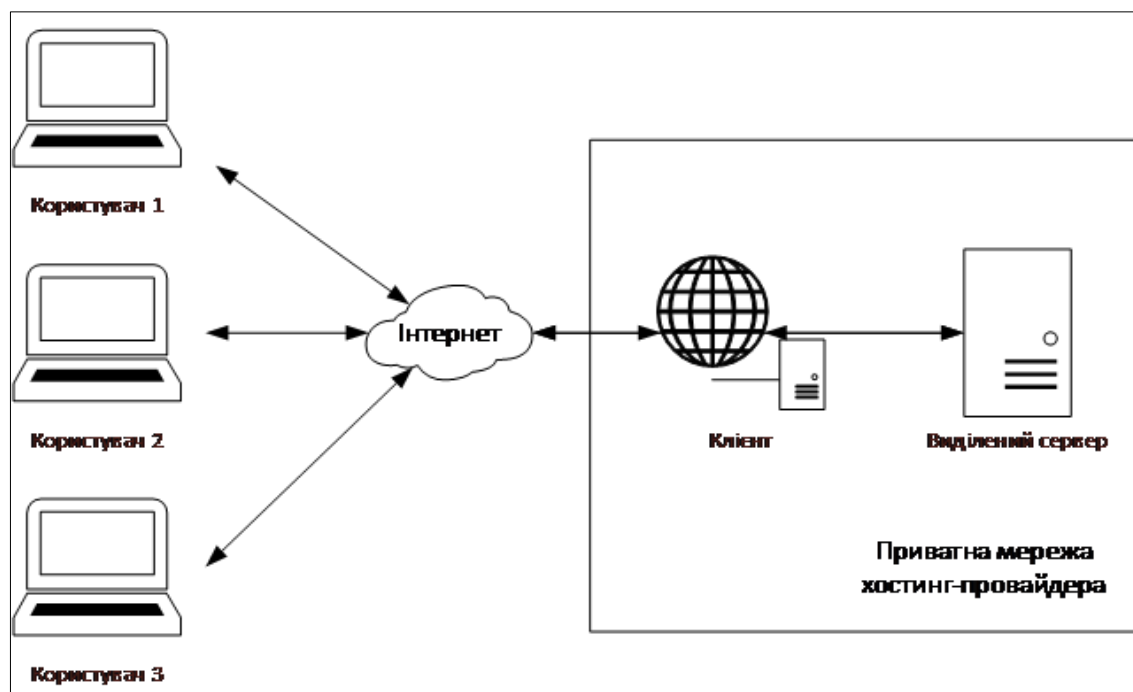 Користувач 1
Користувач 2
Користувач 3
Інтернет
Клієнт
Виділений сервер
Приватна мережа
хостинг-провайдера